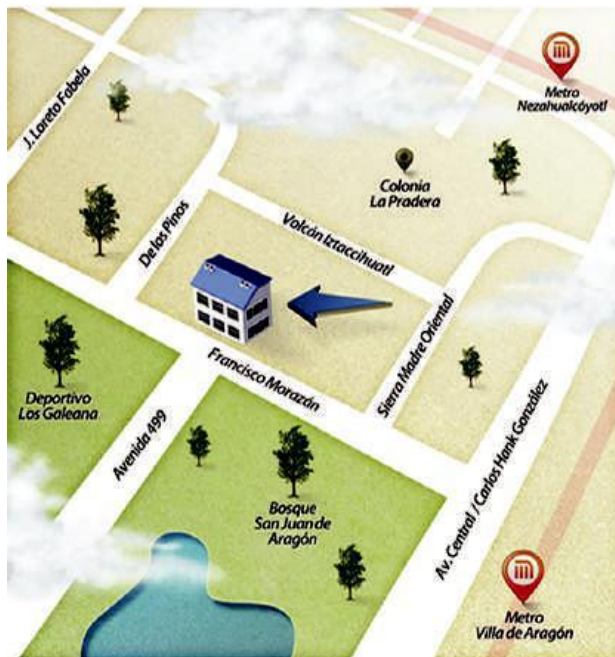 J. Loreto Fabela
Metro
Nezahualcóyotl
Colonia
La Pradera
De los Pinos
Volcán Iztaccihuatl
Sierra Madre Oriental
Francisco Morazán
Deportivo
Los Galeana
Avenida 499
Bosque
San Juan de
Aragón
Av. Central / Carlos Hank González
Metro
Villa de Aragón